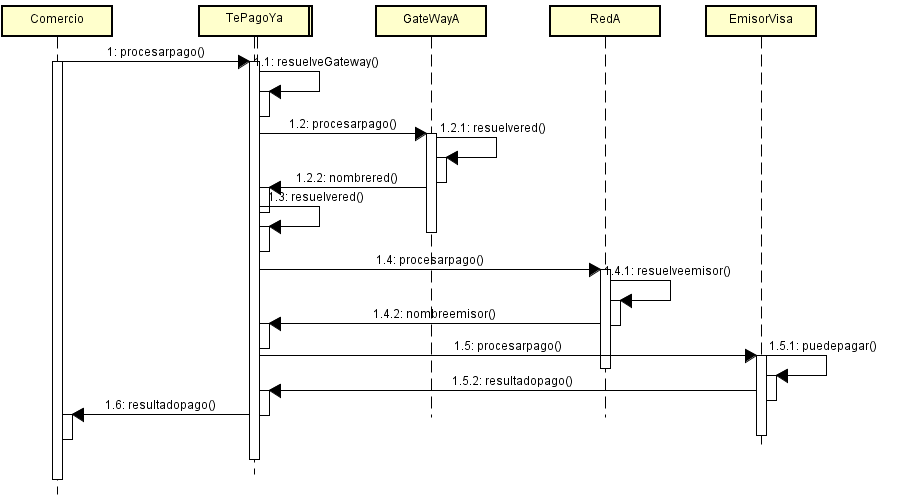 Comercio
TePagoYa
GateWayA
RedA
EmisorVisa
1: procesarpago()
.1: resuelveGateway()
1.2: procesarpago()
1.2.1: resuelvered()
1.2.2: nombrered()
1.3: resuelvered()
1.4: procesarpago()
1.4.1: resuelveemisor()
1.4.2: nombreemisor()
1.5: procesarpago()
1.5.1: puedepagar()
1.5.2: resultadopago()
1.6: resultadopago()